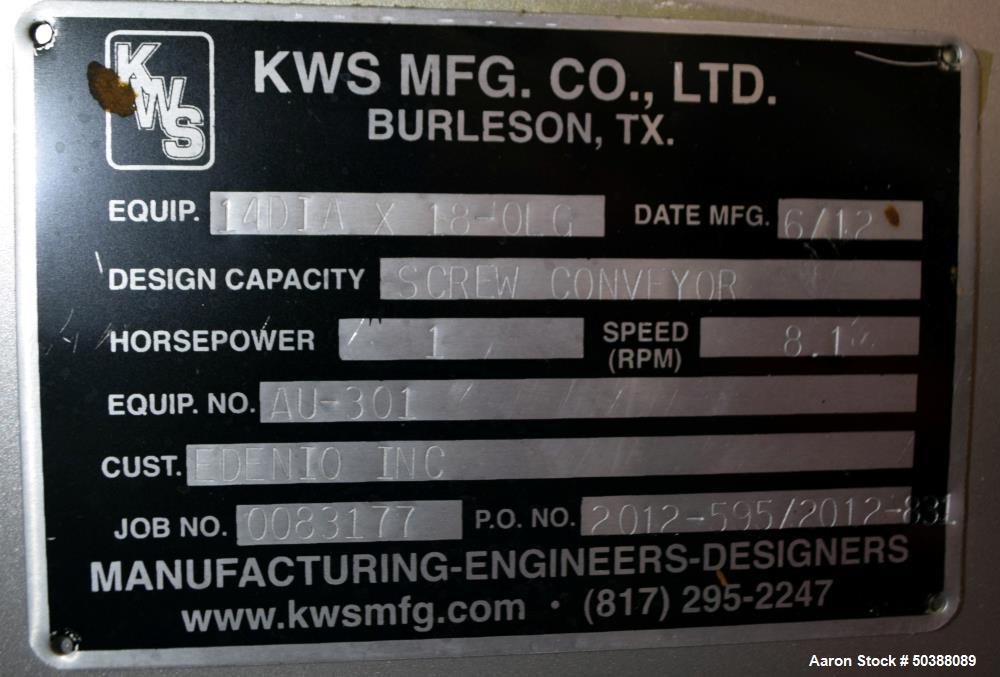 KWS
KWS MFG. CO., LTD.
BURLESON, TX.
EQUIP. 14DIA X 18-0LG DATE MFG. 6/12
DESIGN CAPACITY SCREW CONVEYOR
HORSEPOWER 1 SPEED (RPM) 8.1
EQUIP. NO. AU-301
CUST. EDENIO INC
JOB NO. 0083177 P.O. NO. 2012-595/2012-831
MANUFACTURING-ENGINEERS-DESIGNERS
www.kwsmfg.com • (817) 295-2247
Aaron Stock # 50388089